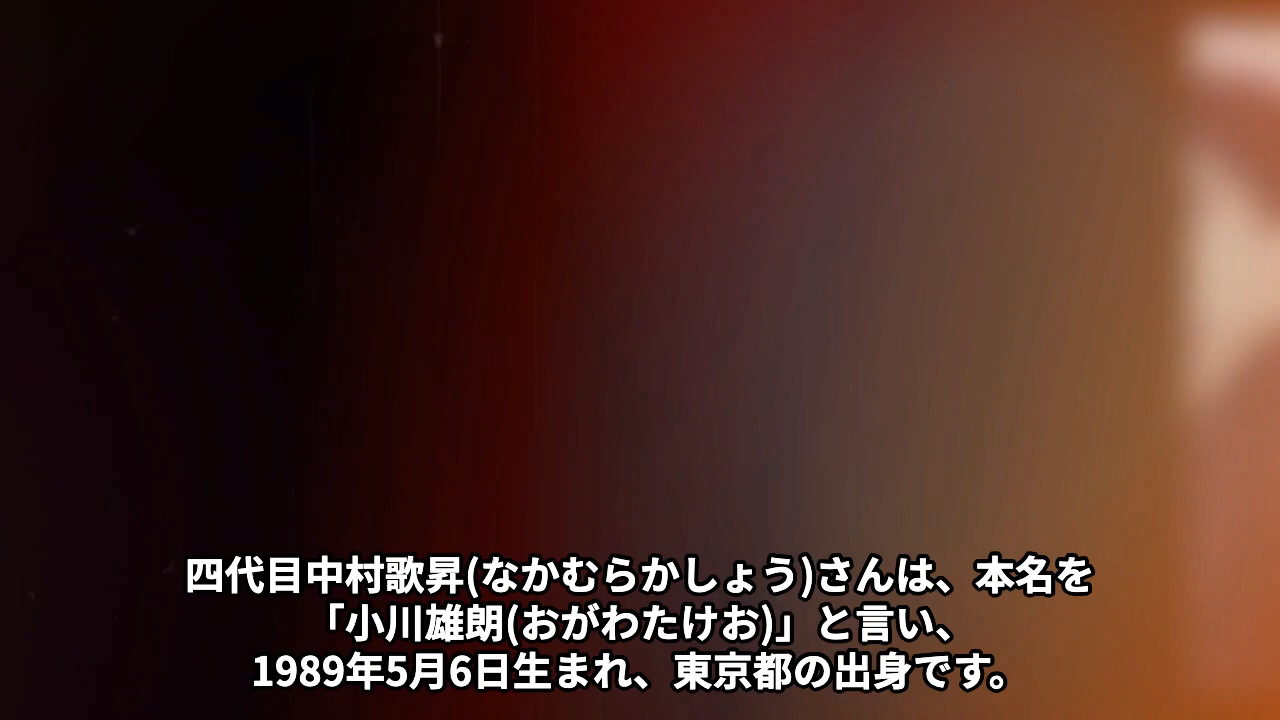 四代目中村歌昇(なかむらかしょう)さんは、本名を
「小川雄朗(おがわたけお)」と言い、
1989年5月6日生まれ、東京都の出身です。